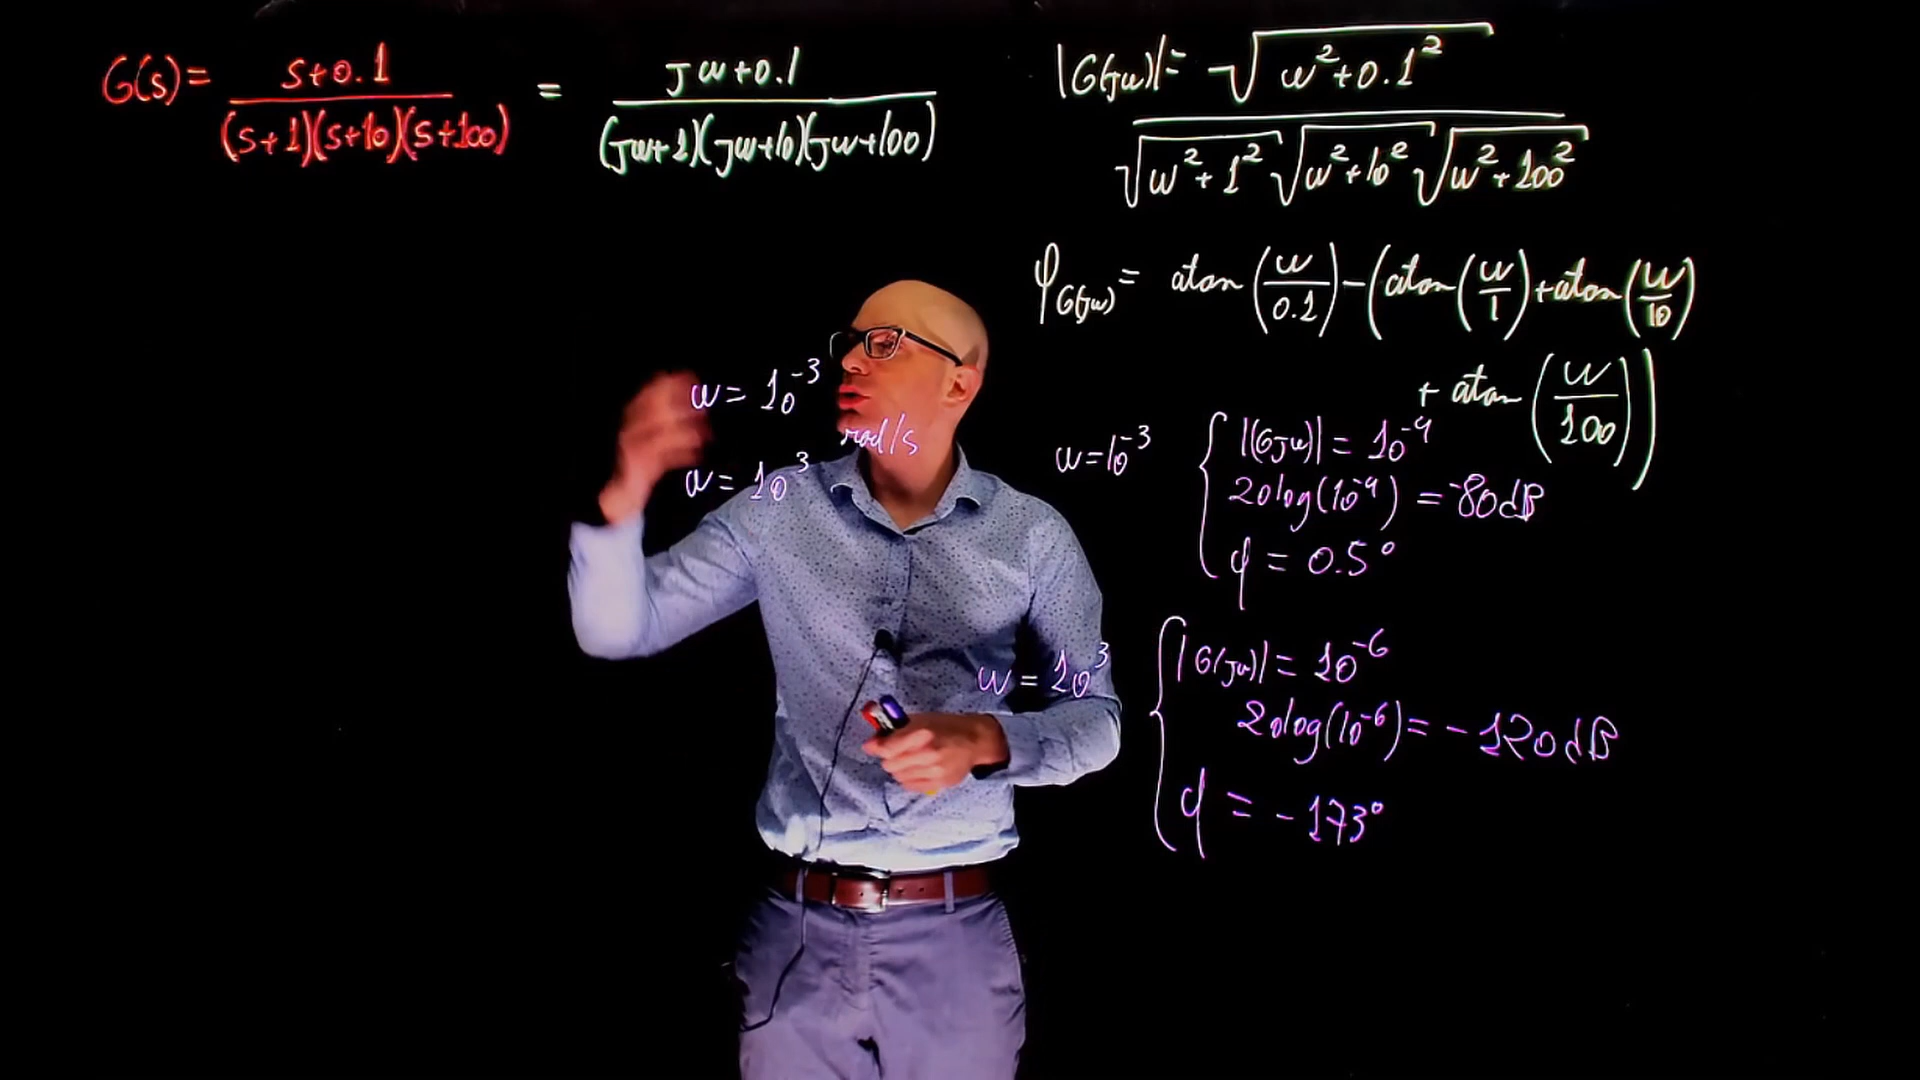 G(s) = s+0.1 / (s+1)(s+10)(s+100) = jω+0.1 / (jω+1)(jω+10)(jω+100)
|G(jω)| = √(ω²+0.1²) / √(ω²+1²) √(ω²+10²) √(ω²+100²)
φ_G(jω) = atan(ω/0.1) - (atan(ω/1) + atan(ω/10)
+ atan(ω/100))
ω = 10⁻³
rad/s
ω = 10³
ω = 10⁻³ { |(Gjω)| = 10⁻⁴
20log(10⁻⁴) = -80dB
φ = 0.5°
ω = 10³ { |G(jω)| = 10⁻⁶
20log(10⁻⁶) = -120dB
φ = -173°